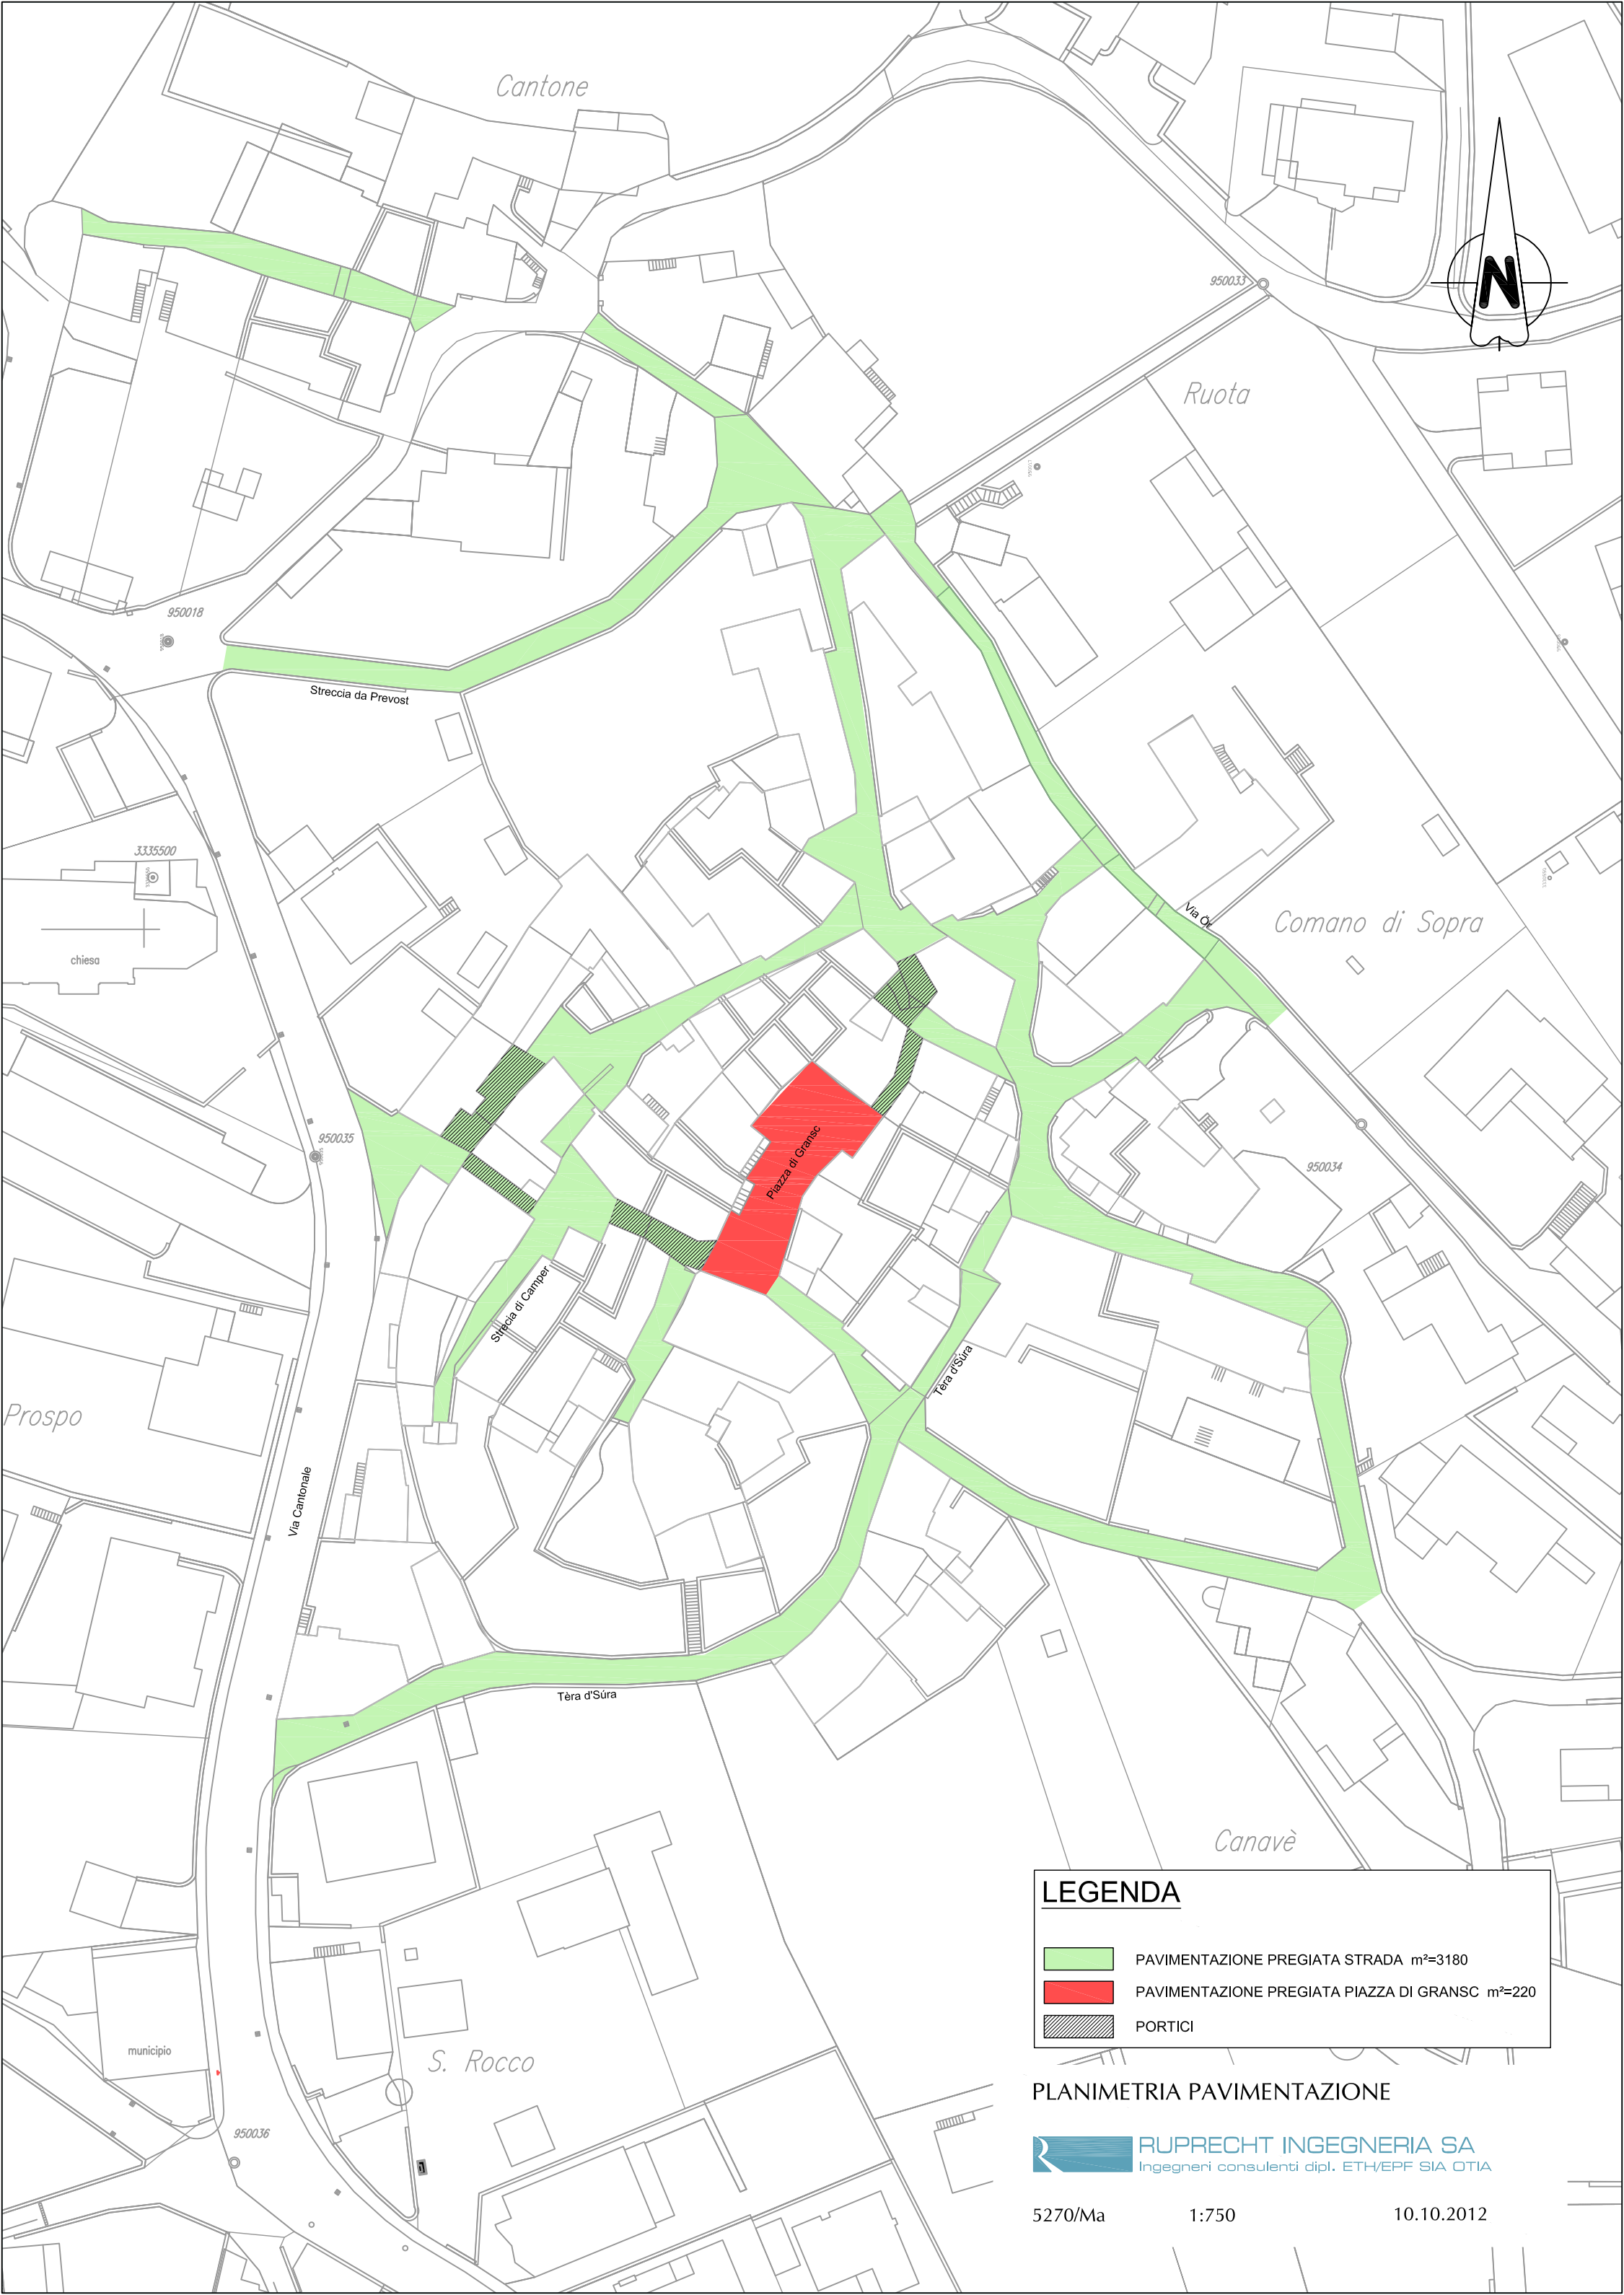 Cantone
950033
Ruota
950018
Streccia da Prevost
3335500
Via Ör
Comano di Sopra
chiesa
950035
Piazza di Gransc
950034
Strecia di Camper
Tèra d'Súra
Prospo
Via Cantonale
Tèra d'Súra
Canavè
LEGENDA
PAVIMENTAZIONE PREGIATA STRADA m²=3180
PAVIMENTAZIONE PREGIATA PIAZZA DI GRANSC m²=220
PORTICI
municipio
S. Rocco
PLANIMETRIA PAVIMENTAZIONE
950036
RUPRECHT INGEGNERIA SA
Ingegneri consulenti dipl. ETH/EPF SIA OTIA
5270/Ma 1:750 10.10.2012
N